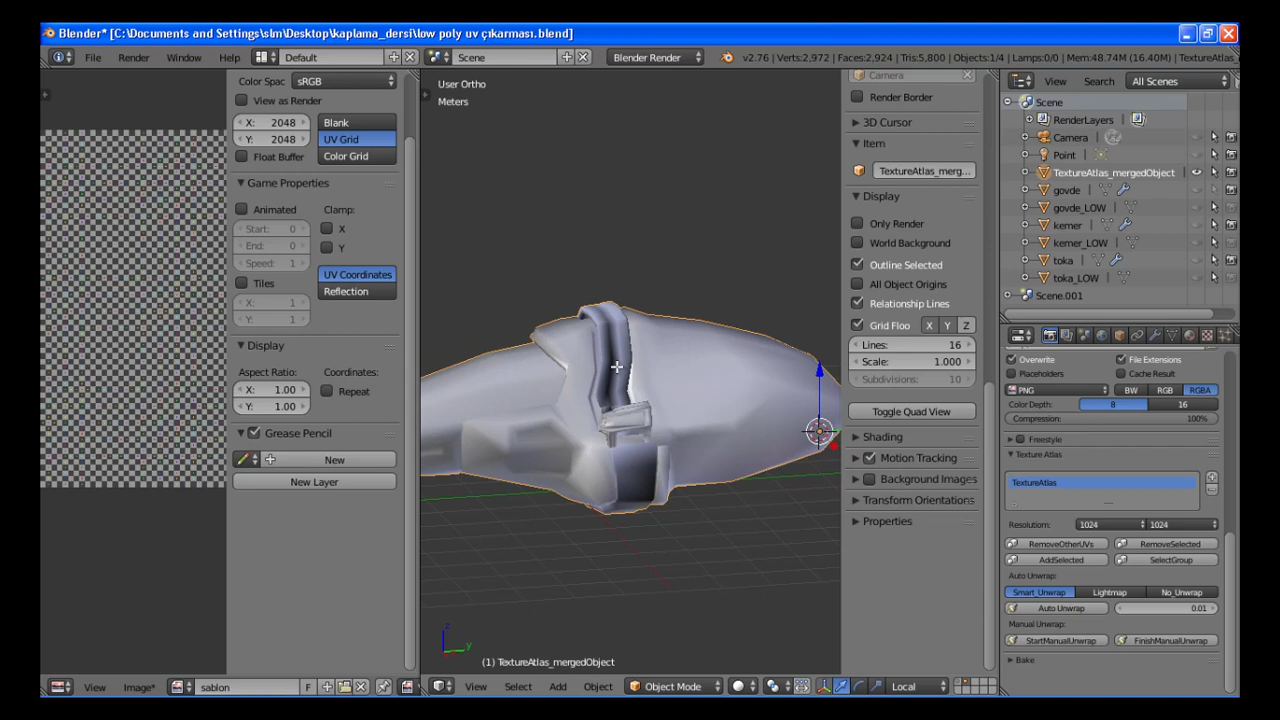 Blender* [C:\Documents and Settings\slm\Desktop\kaplama_dersi\low poly uv çıkarması.blend]
File Render Window Help Default Scene Blender Render v2.76 | Verts:2,972 | Faces:2,924 | Tris:5,800 | Objects:1/4 | Lamps:0/0 | Mem:48.74M (16.40M) | TextureAtlas_
Color Spac sRGB
View as Render
X: 2048 Blank
Y: 2048 UV Grid
Float Buffer Color Grid
Game Properties
Animated Clamp:
Start: 0 X
End: 0 Y
Speed: 1
UV Coordinates
Tiles Reflection
X: 1
Y: 1
Display
Aspect Ratio: Coordinates:
X: 1.00 Repeat
Y: 1.00
Grease Pencil
New
New Layer
View Image* sablon F
User Ortho
Meters
z
y
(1) TextureAtlas_mergedObject
View Select Add Object Object Mode Local
Camera
Render Border
3D Cursor
Item
TextureAtlas_merg...
Display
Only Render
World Background
Outline Selected
All Object Origins
Relationship Lines
Grid Floo X Y Z
Lines: 16
Scale: 1.000
Subdivisions: 10
Toggle Quad View
Shading
Motion Tracking
Background Images
Transform Orientations
Properties
View Search All Scenes
Scene
RenderLayers
Camera
Point
TextureAtlas_mergedObject
govde
govde_LOW
kemer
kemer_LOW
toka
toka_LOW
Scene.001
Overwrite File Extensions
Placeholders Cache Result
PNG BW RGB RGBA
Color Depth: 8 16
Compression: 100%
Freestyle
Texture Atlas
TextureAtlas
Resolution: 1024 1024
RemoveOtherUVs RemoveSelected
AddSelected SelectGroup
Auto Unwrap:
Smart_Unwrap Lightmap No_Unwrap
Auto Unwrap 0.01
Manual Unwrap:
StartManualUnwrap FinishManualUnwrap
Bake